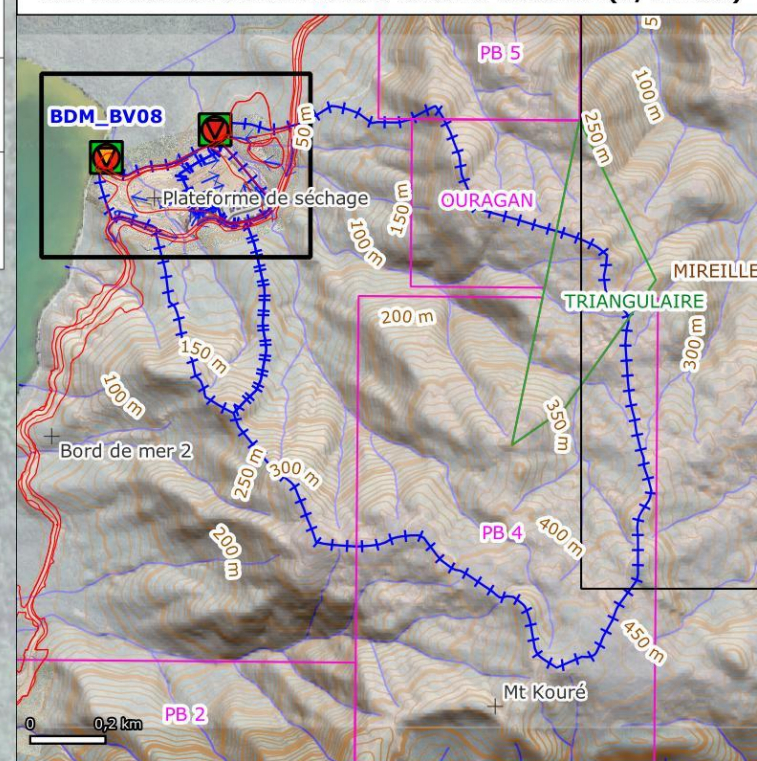 PB 5
5
100 m
BDM_BV08
50 m
250 m
Plateforme de séchage
150 m
OURAGAN
100 m
MIREILLE
TRIANGULAIRE
200 m
300 m
150 m
100 m
350 m
Bord de mer 2
250 m
300 m
200 m
PB 4
400 m
450 m
Mt Kouré
PB 2
0
0,2 km